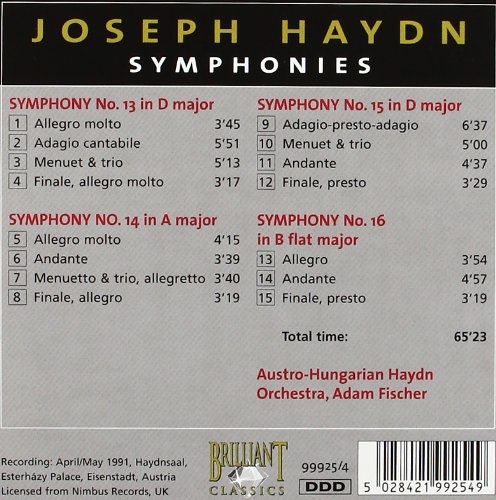 JOSEPH HAYDN
SYMPHONIES
SYMPHONY No. 13 in D major
1 Allegro molto 3'45
2 Adagio cantabile 5'51
3 Menuet & trio 5'13
4 Finale, allegro molto 3'17
SYMPHONY NO. 14 in A major
5 Allegro molto 4'15
6 Andante 3'39
7 Menuetto & trio, allegretto 3'40
8 Finale, allegro 3'19
SYMPHONY No. 15 in D major
9 Adagio-presto-adagio 6'37
10 Menuet & trio 5'00
11 Andante 4'37
12 Finale, presto 3'29
SYMPHONY No. 16
in B flat major
13 Allegro 3'54
14 Andante 4'57
15 Finale, presto 3'19
Total time: 65'23
Austro-Hungarian Haydn
Orchestra, Adam Fischer
Recording: April/May 1991, Haydnsaal,
Esterházy Palace, Eisenstadt, Austria
Licensed from Nimbus Records, UK
BRILLIANT
CLASSICS
99925/4
DDD
5 028421 992549